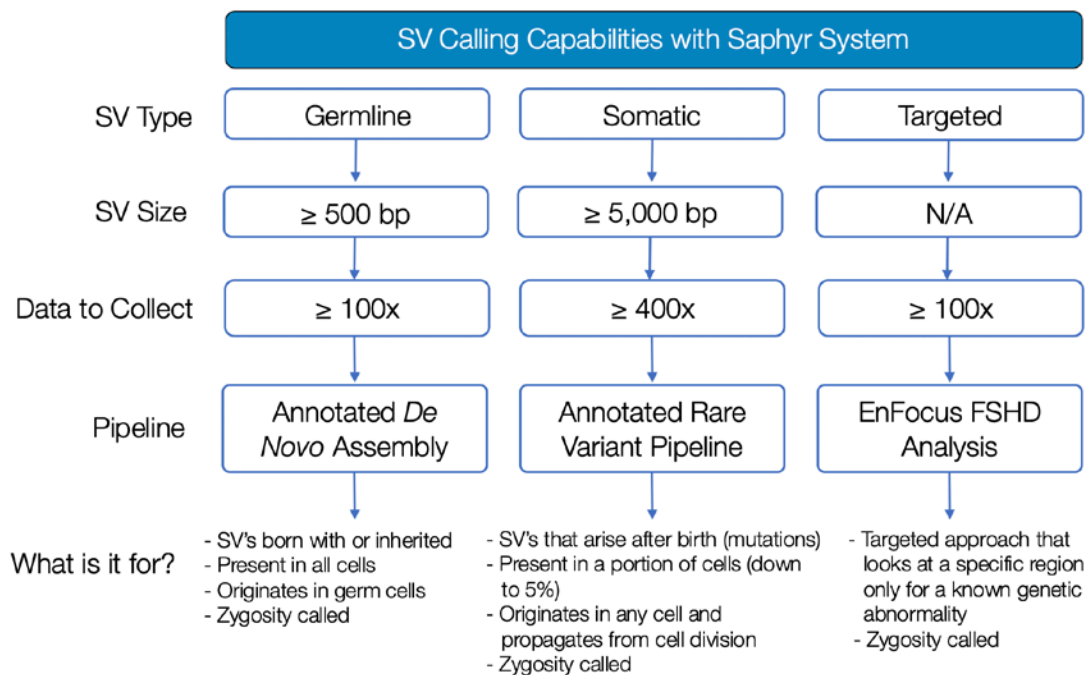 SV Calling Capabilities with Saphyr System
SV Type
Germline
Somatic
Targeted
SV Size
≥ 500 bp
≥ 5,000 bp
N/A
Data to Collect
≥ 100x
≥ 400x
≥ 100x
Pipeline
Annotated De
Novo Assembly
Annotated Rare
Variant Pipeline
EnFocus FSHD
Analysis
What is it for?
- SV's born with or inherited
- Present in all cells
- Originates in germ cells
- Zygosity called
- SV's that arise after birth (mutations)
- Present in a portion of cells (down
to 5%)
- Originates in any cell and
propagates from cell division
- Zygosity called
- Targeted approach that
looks at a specific region
only for a known genetic
abnormality
- Zygosity called